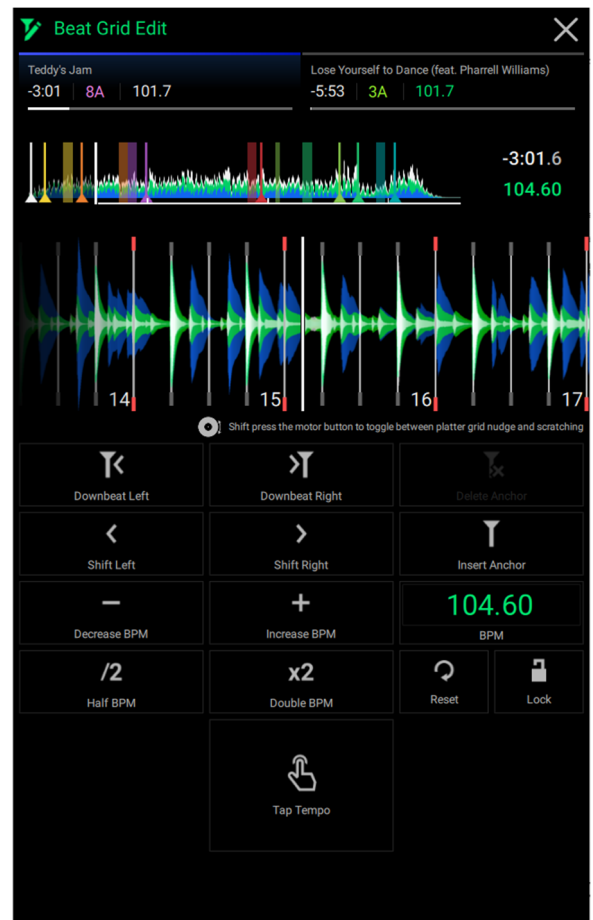 Beat Grid Edit
Teddy's Jam
-3:01 8A 101.7
Lose Yourself to Dance (feat. Pharrell Williams)
-5:53 3A 101.7
-3:01.6
104.60
14 15 16 17
Shift press the motor button to toggle between platter grid nudge and scratching
Downbeat Left
Downbeat Right
Delete Anchor
Shift Left
Shift Right
Insert Anchor
Decrease BPM
Increase BPM
104.60
BPM
/2
Half BPM
x2
Double BPM
Reset
Lock
Tap Tempo